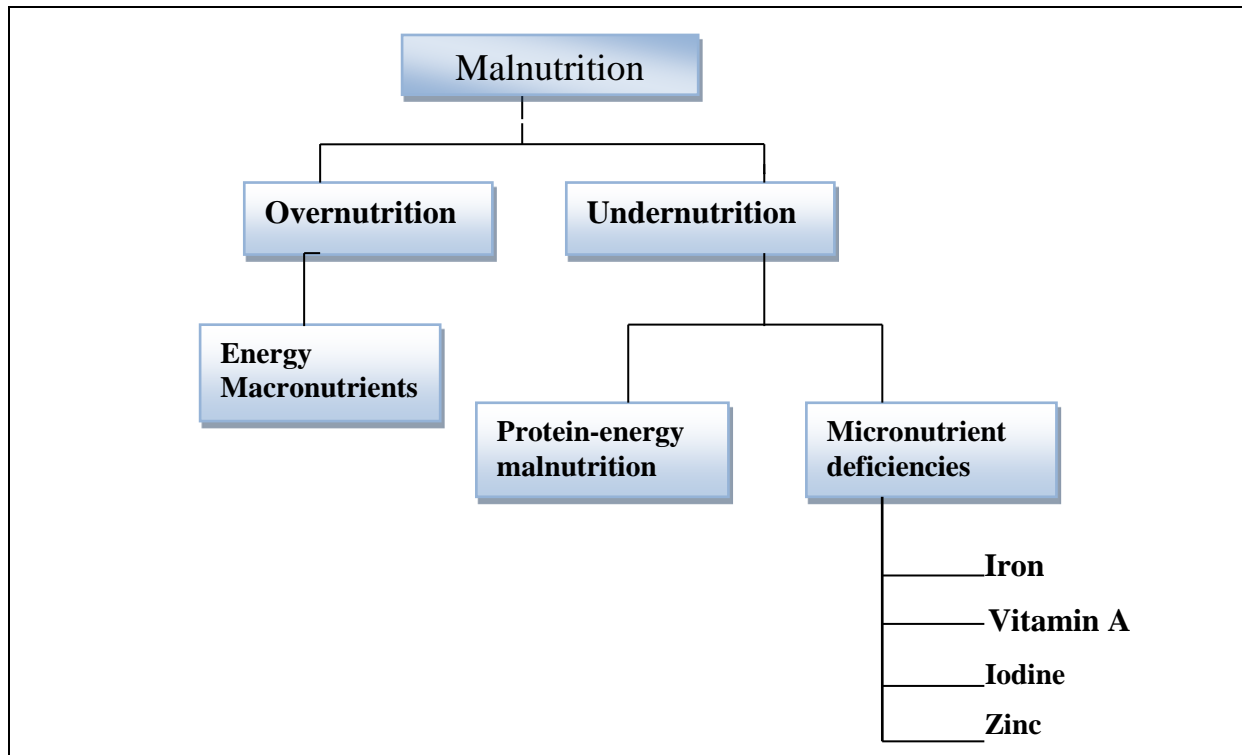 Malnutrition
Overnutrition
Undernutrition
Energy
Macronutrients
Protein-energy
malnutrition
Micronutrient
deficiencies
Iron
Vitamin A
Iodine
Zinc